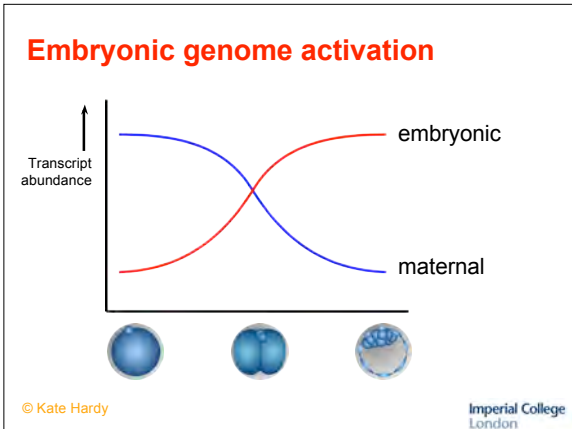 Embryonic genome activation
embryonic
Transcript
abundance
maternal
© Kate Hardy
Imperial College
London